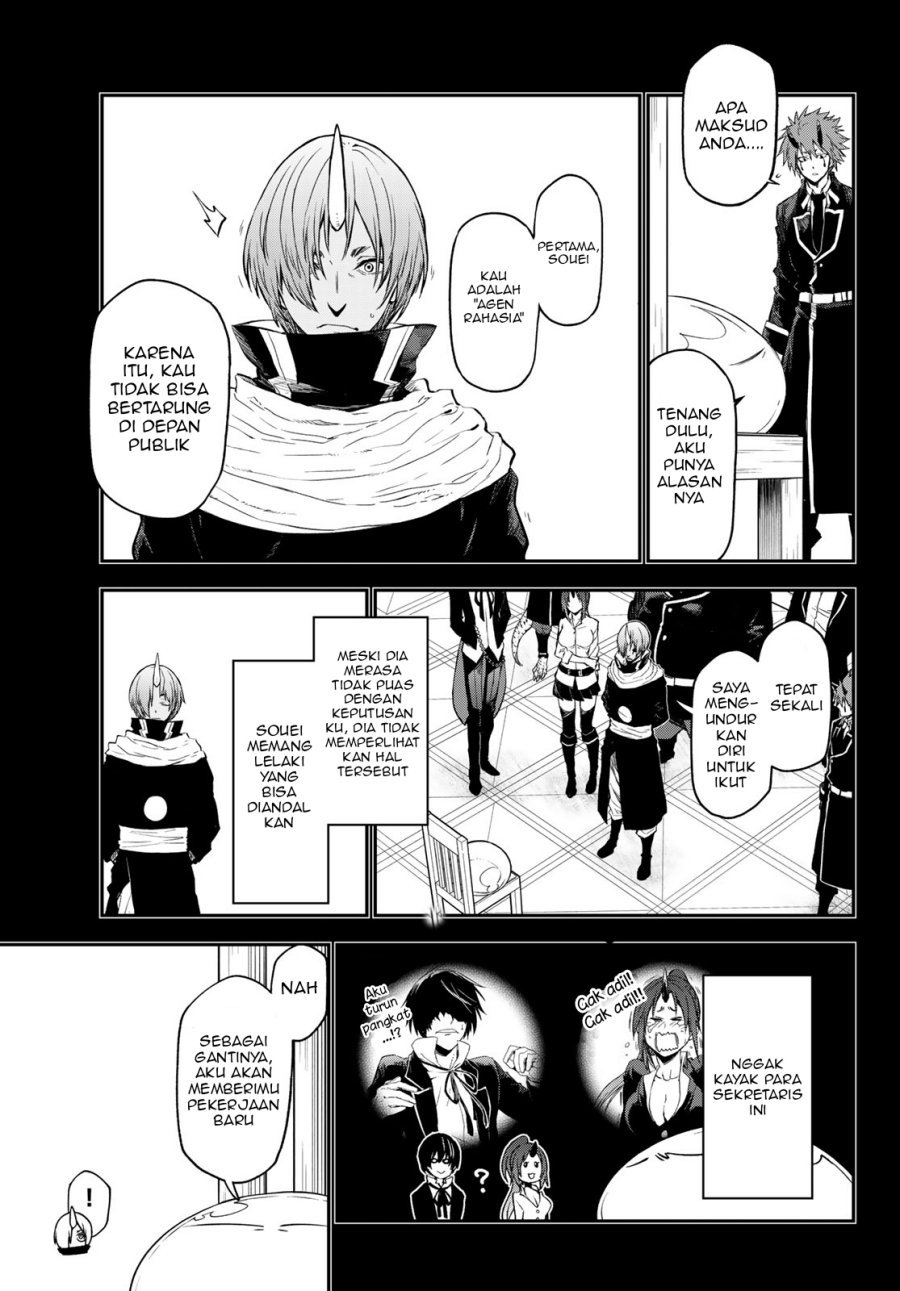 APA
MAKSUD
ANDA....
TENANG
DULU,
AKU
PUNYA
ALASAN
NYA
PERTAMA,
SOUEI
KAU
ADALAH
"AGEN
RAHASIA"
KARENA
ITU, KAU
TIDAK BISA
BERTARUNG
DI DEPAN
PUBLIK
TEPAT
SEKALI
SAYA
MENG-
UNDUR
KAN
DIRI
UNTUK
IKUT
MESKI DIA
MERASA
TIDAK PUAS
DENGAN
KEPUTUSAN
KU, DIA TIDAK
MEMPERLIHAT
KAN HAL
TERSEBUT
SOUEI
MEMANG
LELAKI
YANG
BISA
DIANDAL
KAN
NGGAK
KAYAK PARA
SEKRETARIS
INI
Gak adil!!
Gak adil!!
Aku
turun
pangkat
...!?
?
NAH
SEBAGAI
GANTINYA,
AKU AKAN
MEMBERIMU
PEKERJAAN
BARU
!